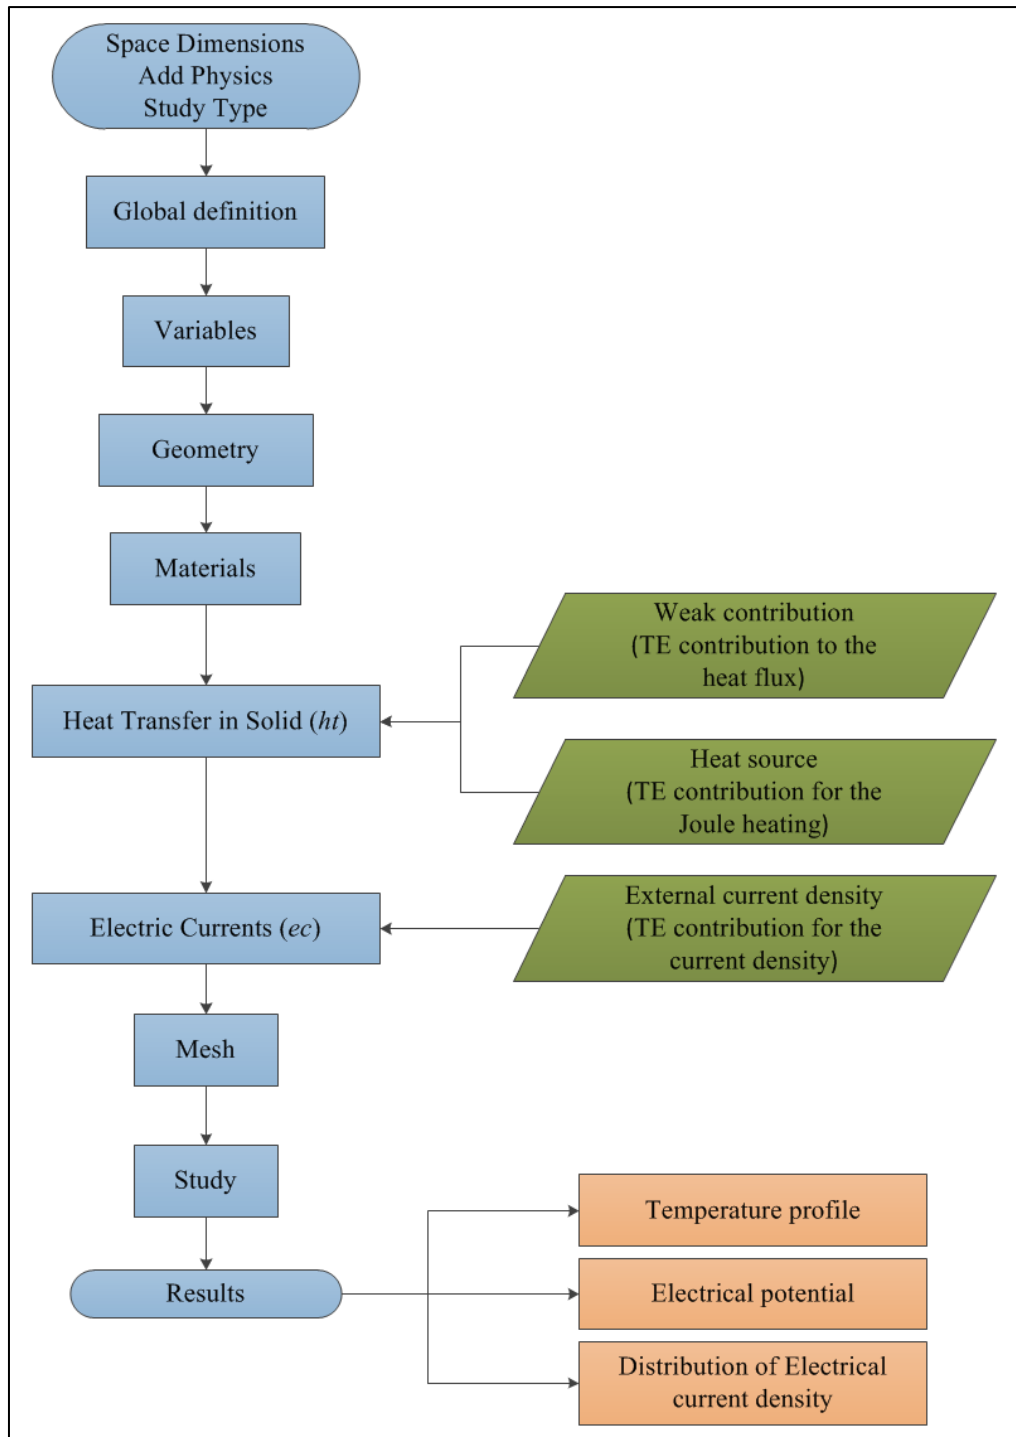 Space Dimensions
Add Physics
Study Type
Global definition
Variables
Geometry
Materials
Weak contribution
(TE contribution to the
heat flux)
Heat Transfer in Solid (ht)
Heat source
(TE contribution for the
Joule heating)
External current density
(TE contribution for the
current density)
Electric Currents (ec)
Mesh
Study
Results
Temperature profile
Electrical potential
Distribution of Electrical
current density